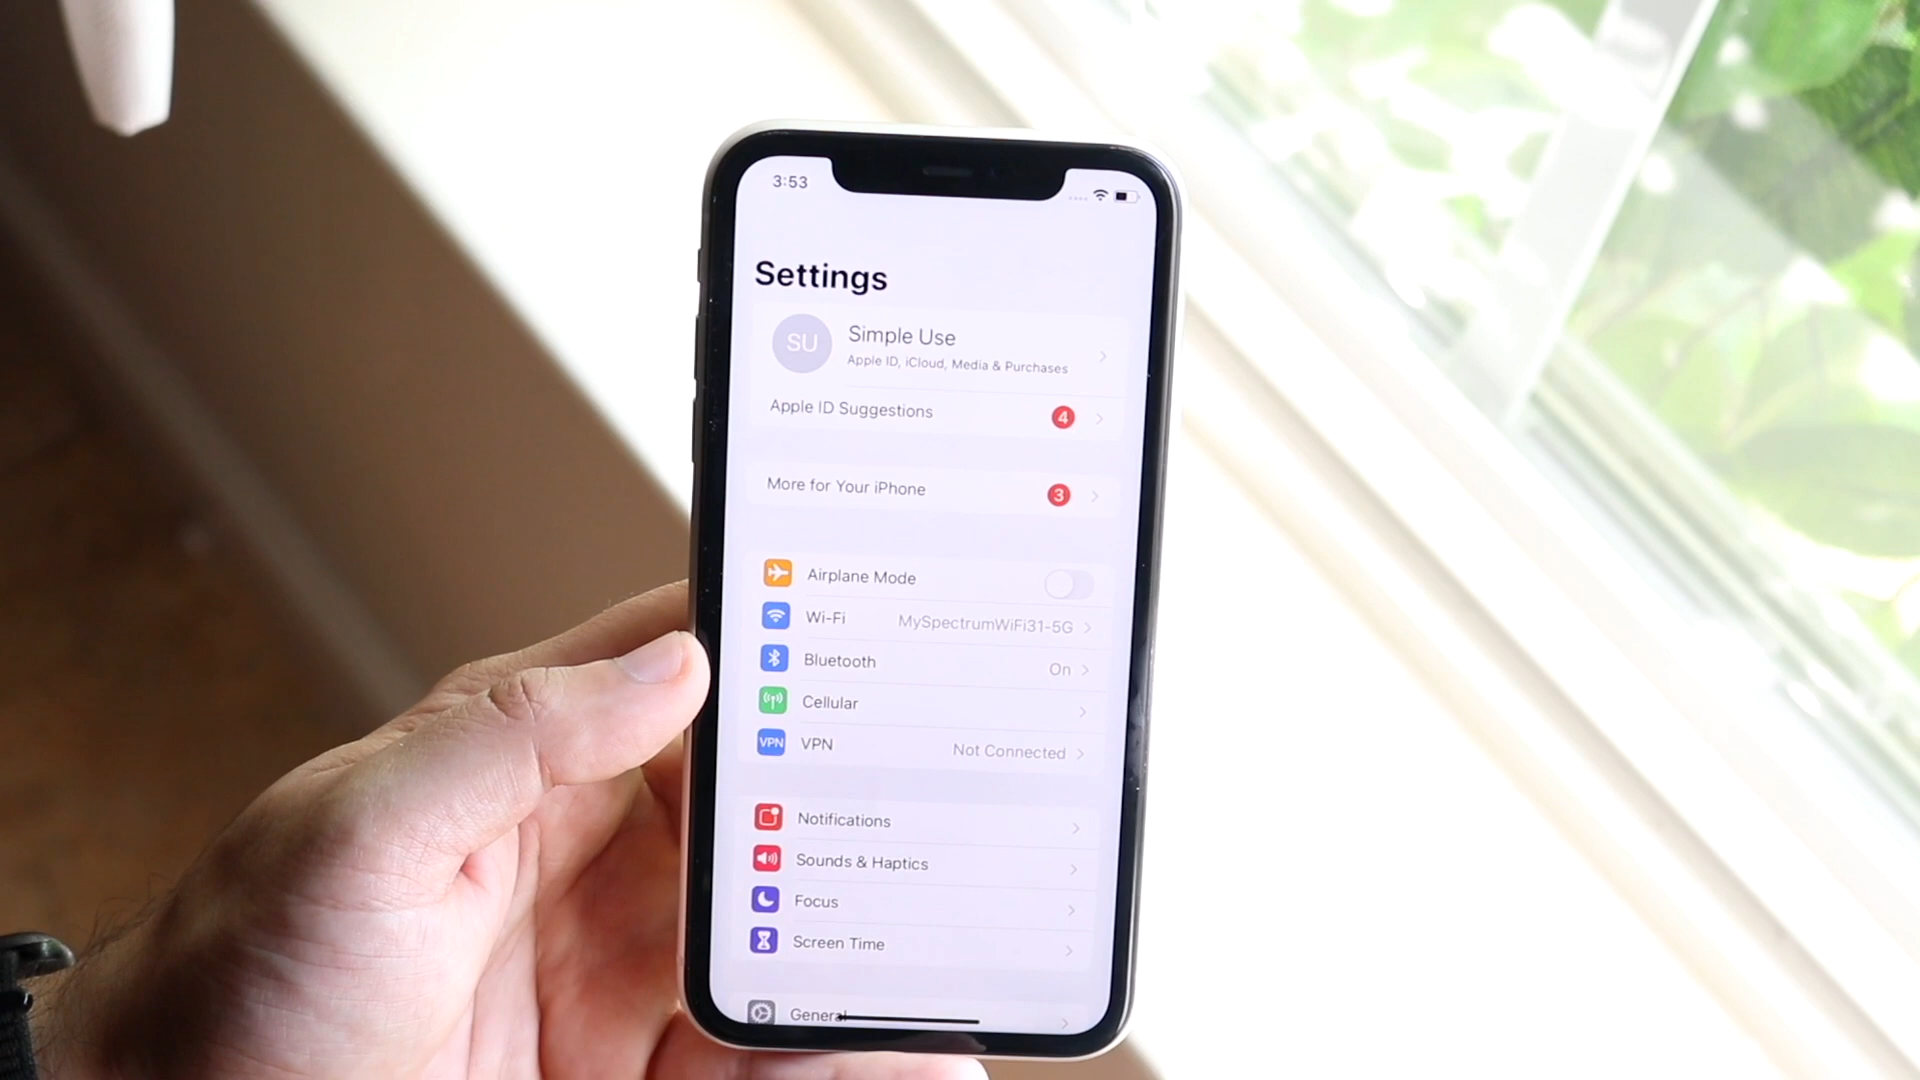 3:53
Settings
SU
Simple Use
Apple ID, iCloud, Media & Purchases
Apple ID Suggestions 4
More for Your iPhone 3
Airplane Mode
Wi-Fi MySpectrumWiFi31-5G
Bluetooth On
Cellular
VPN VPN Not Connected
Notifications
Sounds & Haptics
Focus
Screen Time
General